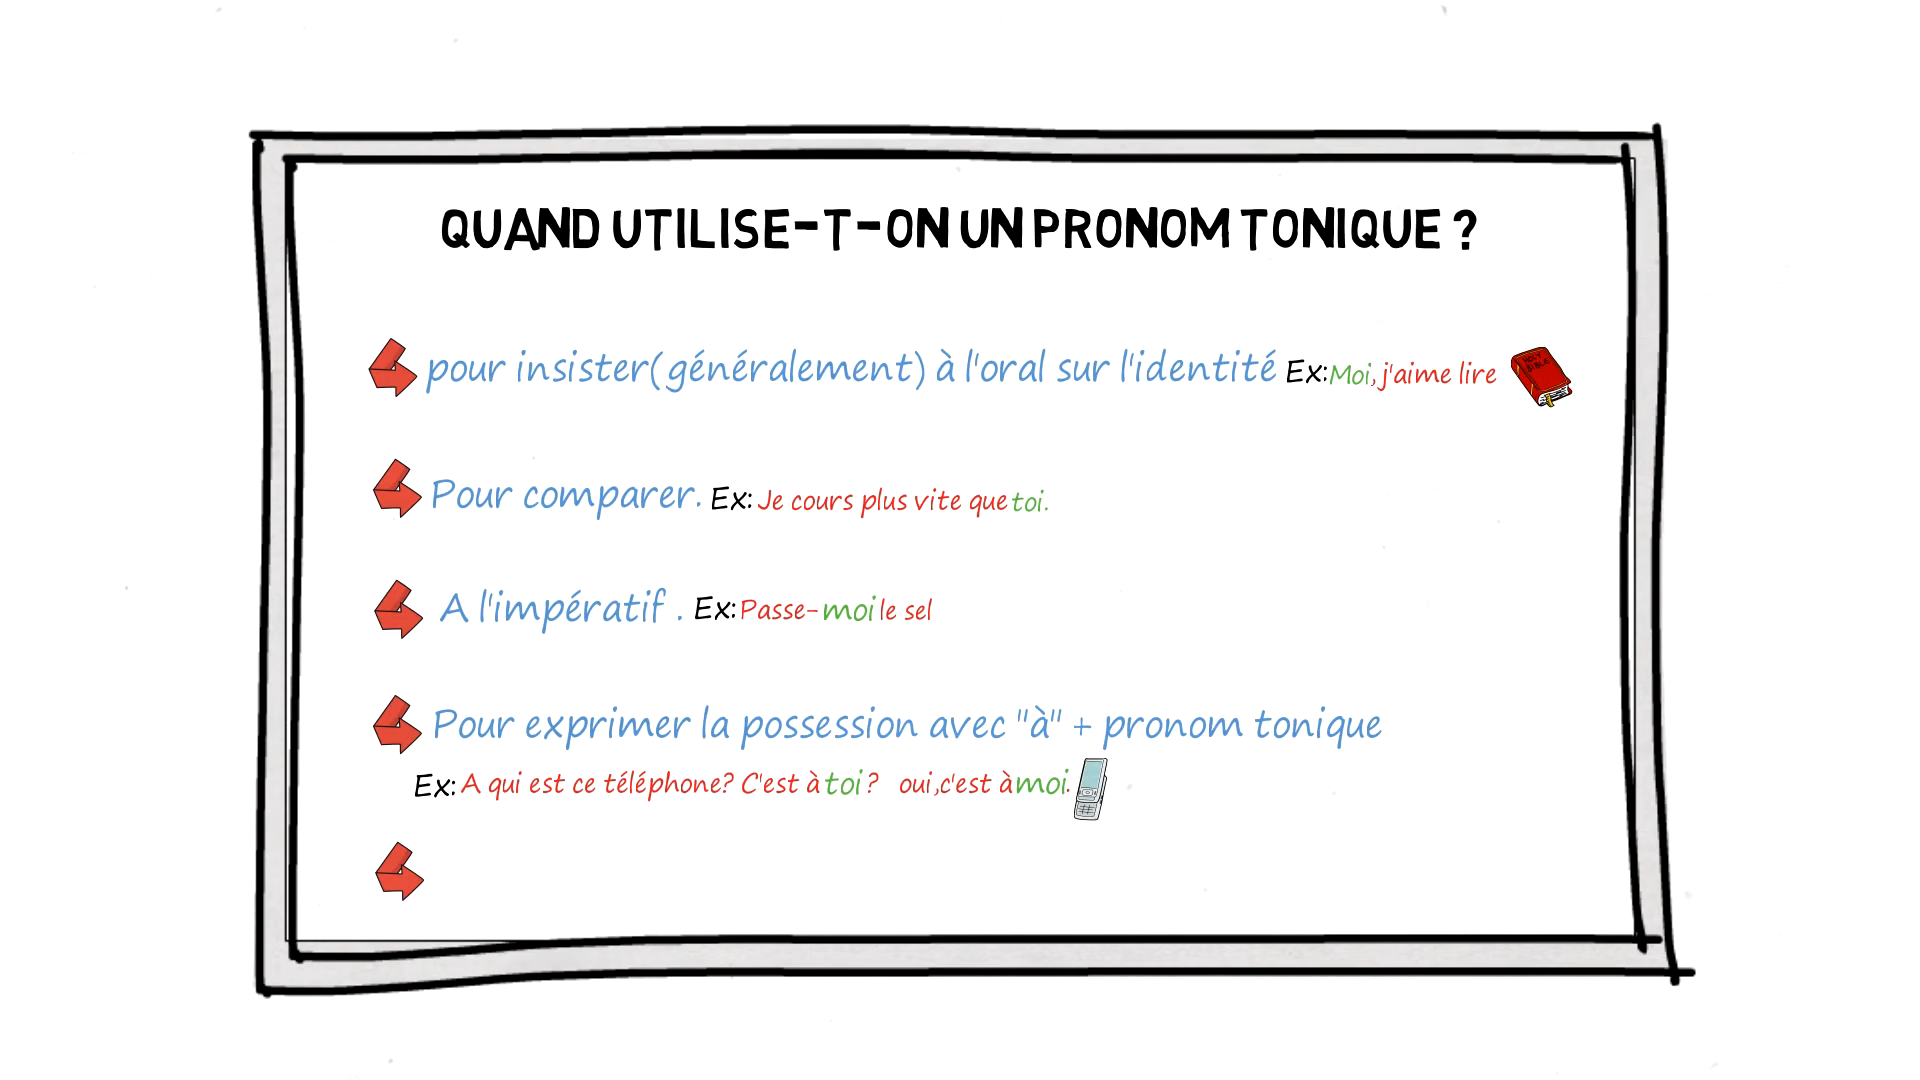 QUAND UTILISE-T-ON UN PRONOM TONIQUE ?
pour insister(généralement) à l'oral sur l'identité Ex:Moi,j'aime lire
HOLY
BIBLE
Pour comparer. Ex: Je cours plus vite que toi.
A l'impératif . Ex:Passe-moi le sel
Pour exprimer la possession avec "à" + pronom tonique
Ex: A qui est ce téléphone? C'est à toi ? oui,c'est à moi.